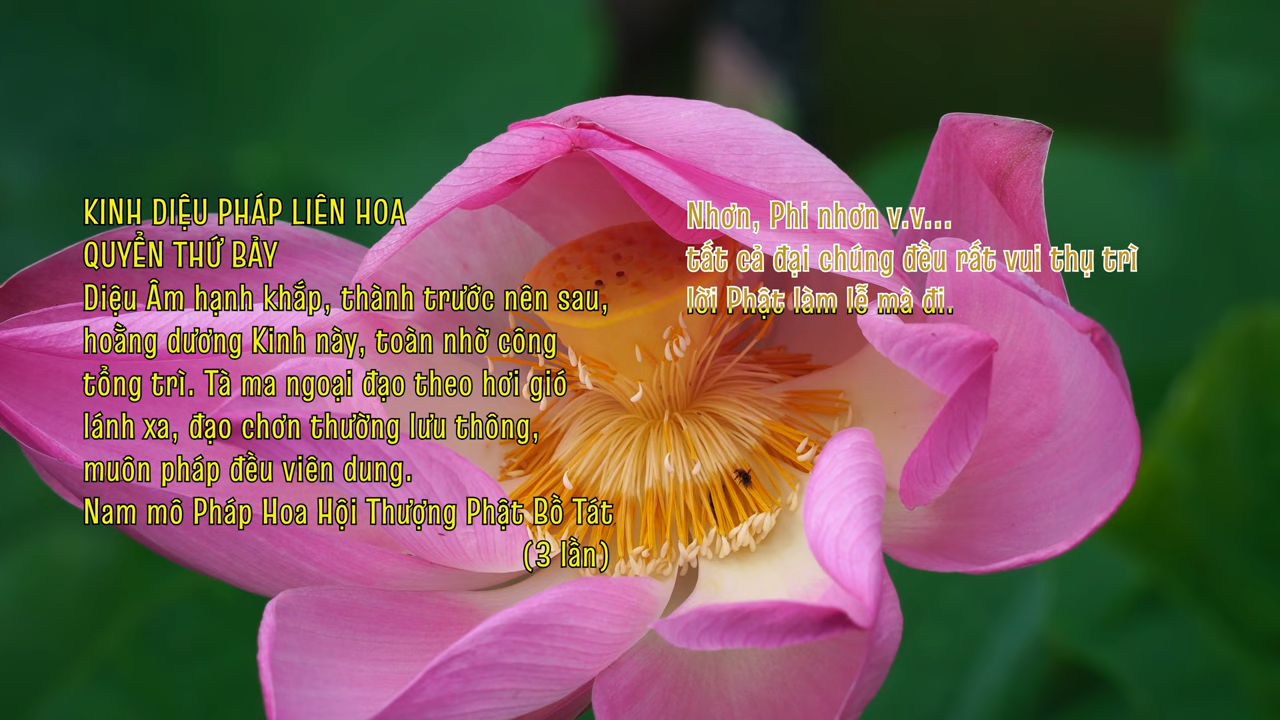 KINH DIỆU PHÁP LIÊN HOA
QUYỂN THỨ BẢY
Diệu Âm hạnh khắp, thành trước nên sau,
hoằng dương Kinh này, toàn nhờ công
tổng trì. Tà ma ngoại đạo theo hơi gió
lánh xa, đạo chơn thường lưu thông,
muôn pháp đều viên dung.
Nam mô Pháp Hoa Hội Thượng Phật Bồ Tát
(3 lần)
Nhơn, Phi nhơn v.v...
tất cả đại chúng đều rất vui thụ trì
lời Phật làm lễ mà đi.